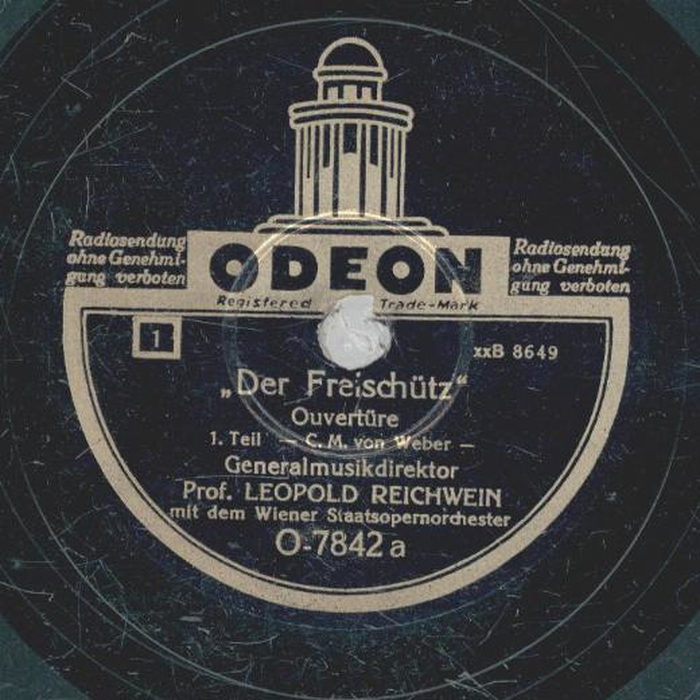 Radiosendung
ohne Genehmi-
gung verboten
ODEON
Radiosendung
ohne Genehmi-
gung verboten
Registered Trade-Mark
1
xxB 8649
„Der Freischütz“
Ouvertüre
1. Teil — C. M. von Weber —
Generalmusikdirektor
Prof. LEOPOLD REICHWEIN
mit dem Wiener Staatsopernorchester
O-7842 a